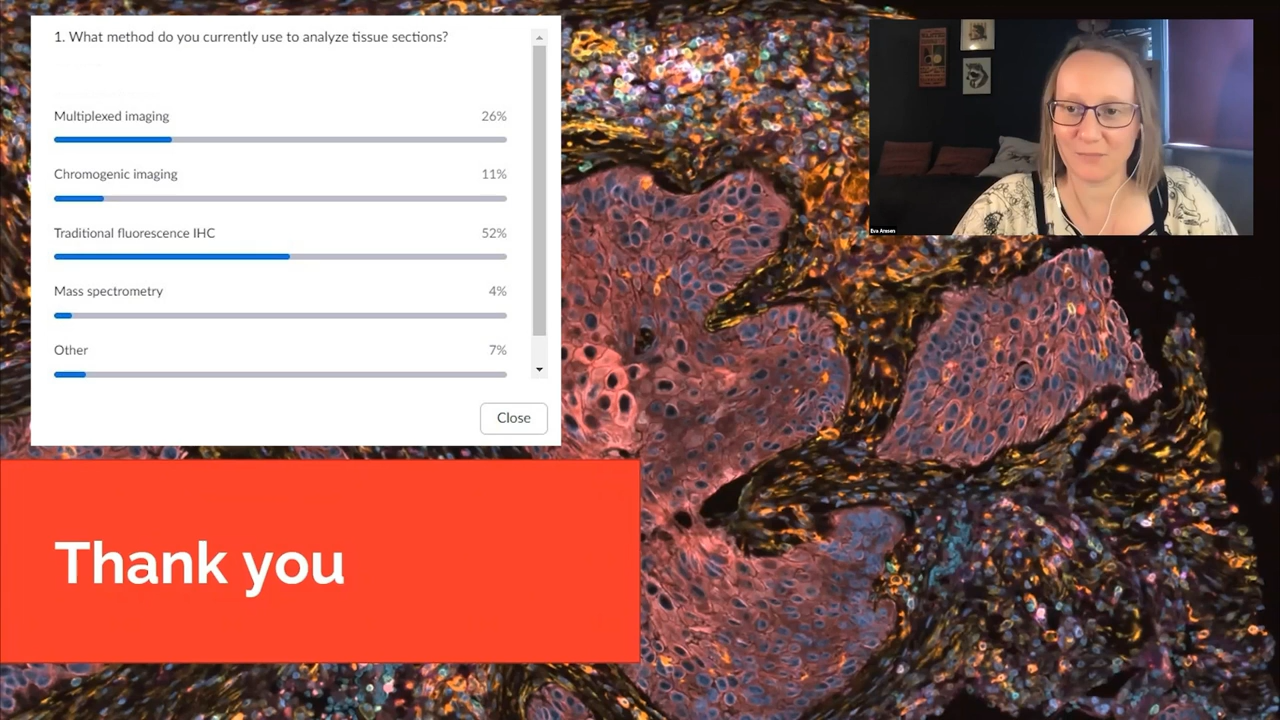 1. What method do you currently use to analyze tissue sections?
Multiplexed imaging 26%
Chromogenic imaging 11%
Traditional fluorescence IHC 52%
Mass spectrometry 4%
Other 7%
Close
Thank you